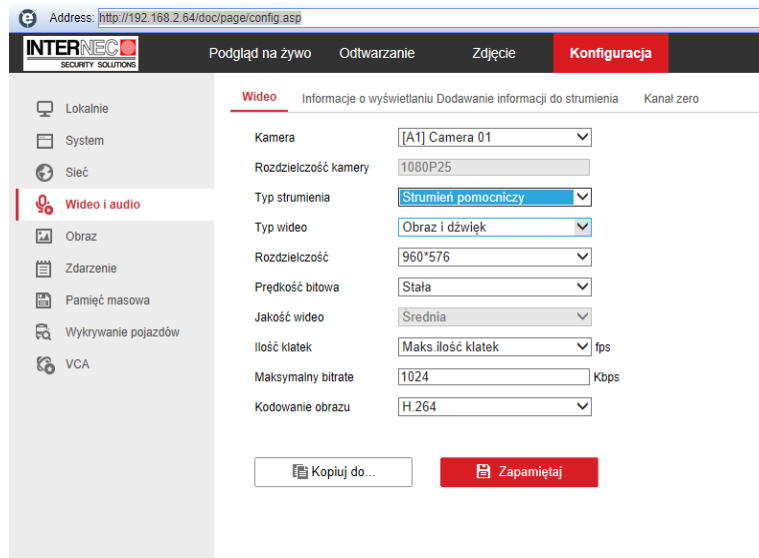 Address: http://192.168.2.64/doc/page/config.asp
INTERNEC
SECURITY SOLUTIONS
Podgląd na żywo Odtwarzanie Zdjęcie Konfiguracja
Lokalnie
System
Sieć
Wideo i audio
Obraz
Zdarzenie
Pamięć masowa
Wykrywanie pojazdów
VCA
Wideo Informacje o wyświetlaniu Dodawanie informacji do strumienia Kanał zero
Kamera [A1] Camera 01
Rozdzielczość kamery 1080P25
Typ strumienia Strumień pomocniczy
Typ wideo Obraz i dźwięk
Rozdzielczość 960*576
Prędkość bitowa Stała
Jakość wideo Średnia
Ilość klatek Maks.ilość klatek fps
Maksymalny bitrate 1024 Kbps
Kodowanie obrazu H.264
Kopiuj do... Zapamiętaj